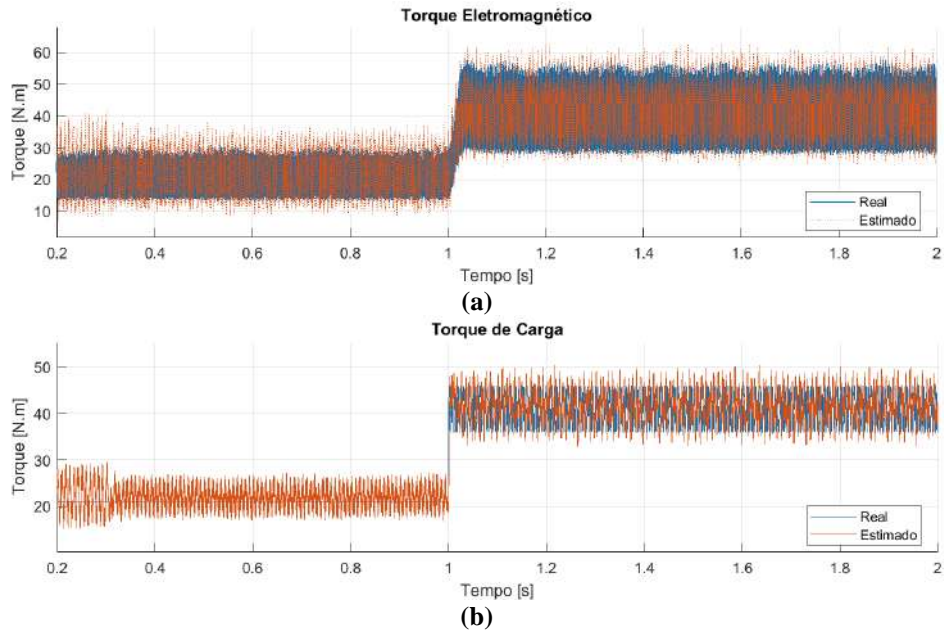 Torque Eletromagnético
Torque [N.m]
60
50
40
30
20
10
Real
Estimado
0.2 0.4 0.6 0.8 1 1.2 1.4 1.6 1.8 2
Tempo [s]
(a)
Torque de Carga
Torque [N.m]
50
40
30
20
Real
Estimado
0.2 0.4 0.6 0.8 1 1.2 1.4 1.6 1.8 2
Tempo [s]
(b)